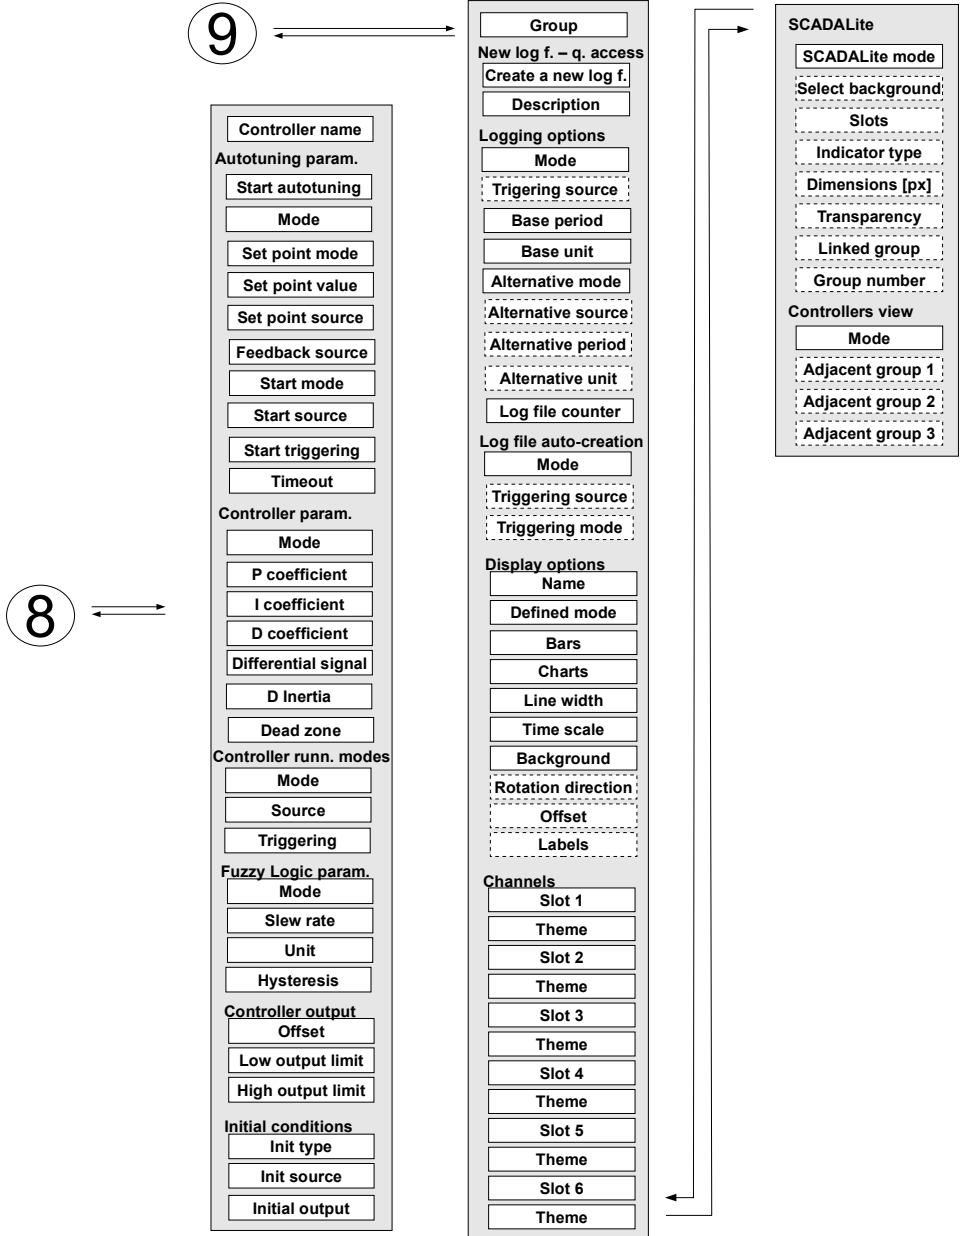 9
Group
New log f. – q. access
Create a new log f.
Description
Logging options
Mode
Trigering source
Base period
Base unit
Alternative mode
Alternative source
Alternative period
Alternative unit
Log file counter
Log file auto-creation
Mode
Triggering source
Triggering mode
Display options
Name
Defined mode
Bars
Charts
Line width
Time scale
Background
Rotation direction
Offset
Labels
Channels
Slot 1
Theme
Slot 2
Theme
Slot 3
Theme
Slot 4
Theme
Slot 5
Theme
Slot 6
Theme
SCADALite
SCADALite mode
Select background
Slots
Indicator type
Dimensions [px]
Transparency
Linked group
Group number
Controllers view
Mode
Adjacent group 1
Adjacent group 2
Adjacent group 3
8
Controller name
Autotuning param.
Start autotuning
Mode
Set point mode
Set point value
Set point source
Feedback source
Start mode
Start source
Start triggering
Timeout
Controller param.
Mode
P coefficient
I coefficient
D coefficient
Differential signal
D Inertia
Dead zone
Controller runn. modes
Mode
Source
Triggering
Fuzzy Logic param.
Mode
Slew rate
Unit
Hysteresis
Controller output
Offset
Low output limit
High output limit
Initial conditions
Init type
Init source
Initial output